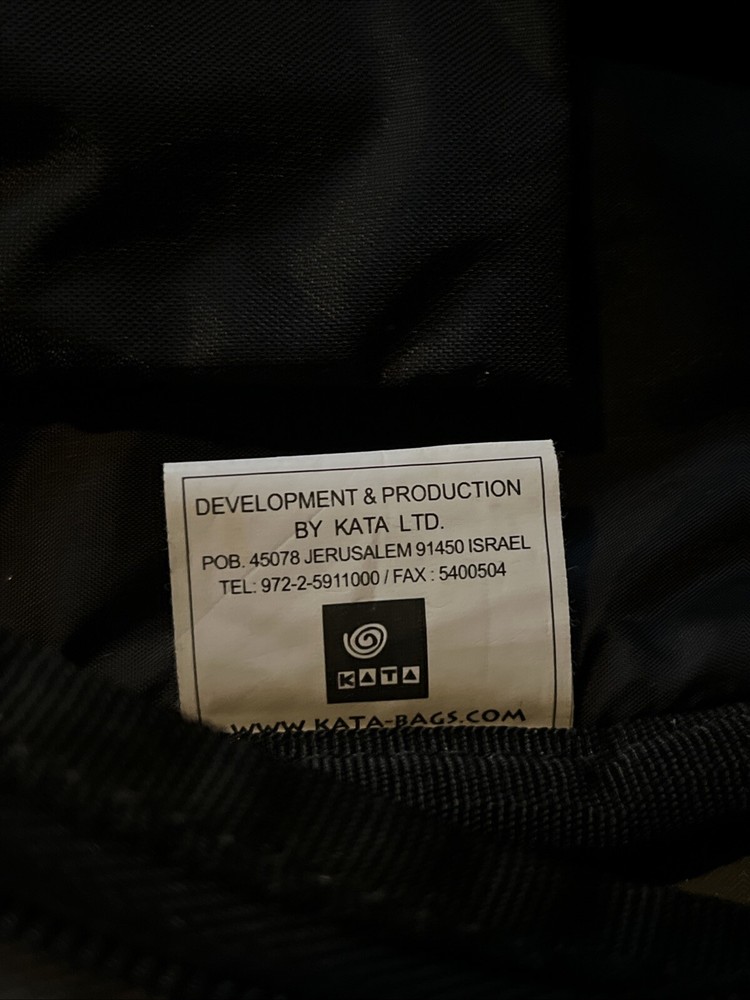 DEVELOPMENT & PRODUCTION
BY KATA LTD.
POB. 45078 JERUSALEM 91450 ISRAEL
TEL: 972-2-5911000 / FAX : 5400504
KATA
WWW.KATA-BAGS.COM